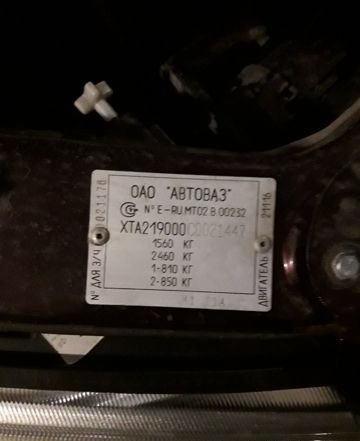 ОАО "АВТОВАЗ"
№ E-RU.MT02.B.00232
XTA219000C0021447
1560 КГ
2460 КГ
1-810 КГ
2-850 КГ
№ ДЛЯ З/Ч 021176
ДВИГАТЕЛЬ 21116